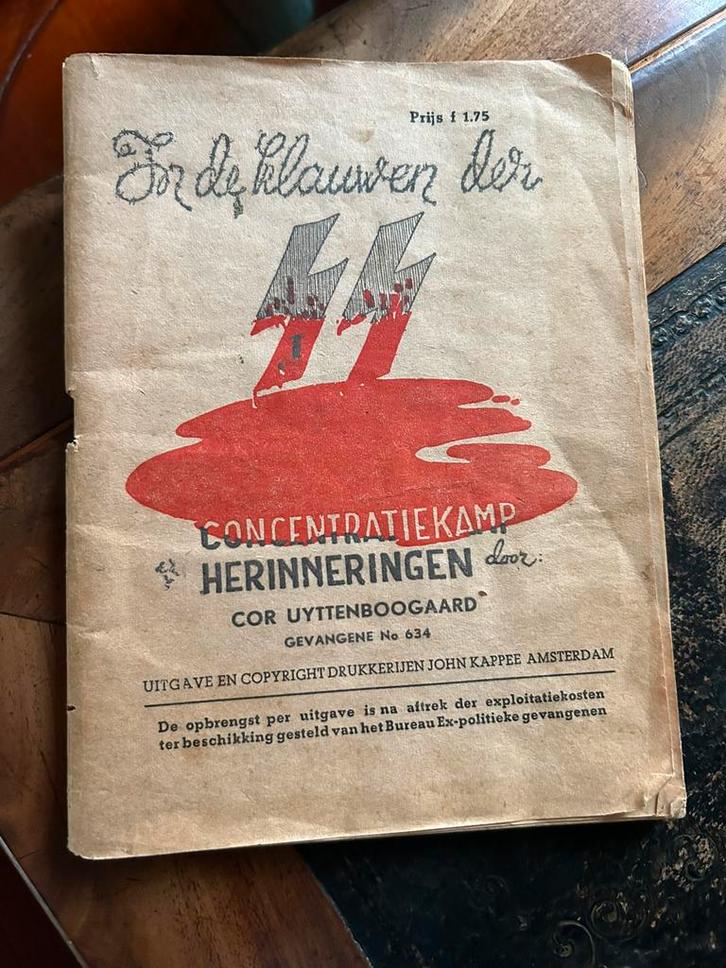 Prijs f 1.75
In de klauwen der
SS
CONCENTRATIEKAMP
HERINNERINGEN door:
COR UYTTENBOOGAARD
GEVANGENE No 634
UITGAVE EN COPYRIGHT DRUKKERIJEN JOHN KAPPEE AMSTERDAM
De opbrengst per uitgave is na aftrek der exploitatiekosten
ter beschikking gesteld van het Bureau Ex-politieke gevangenen